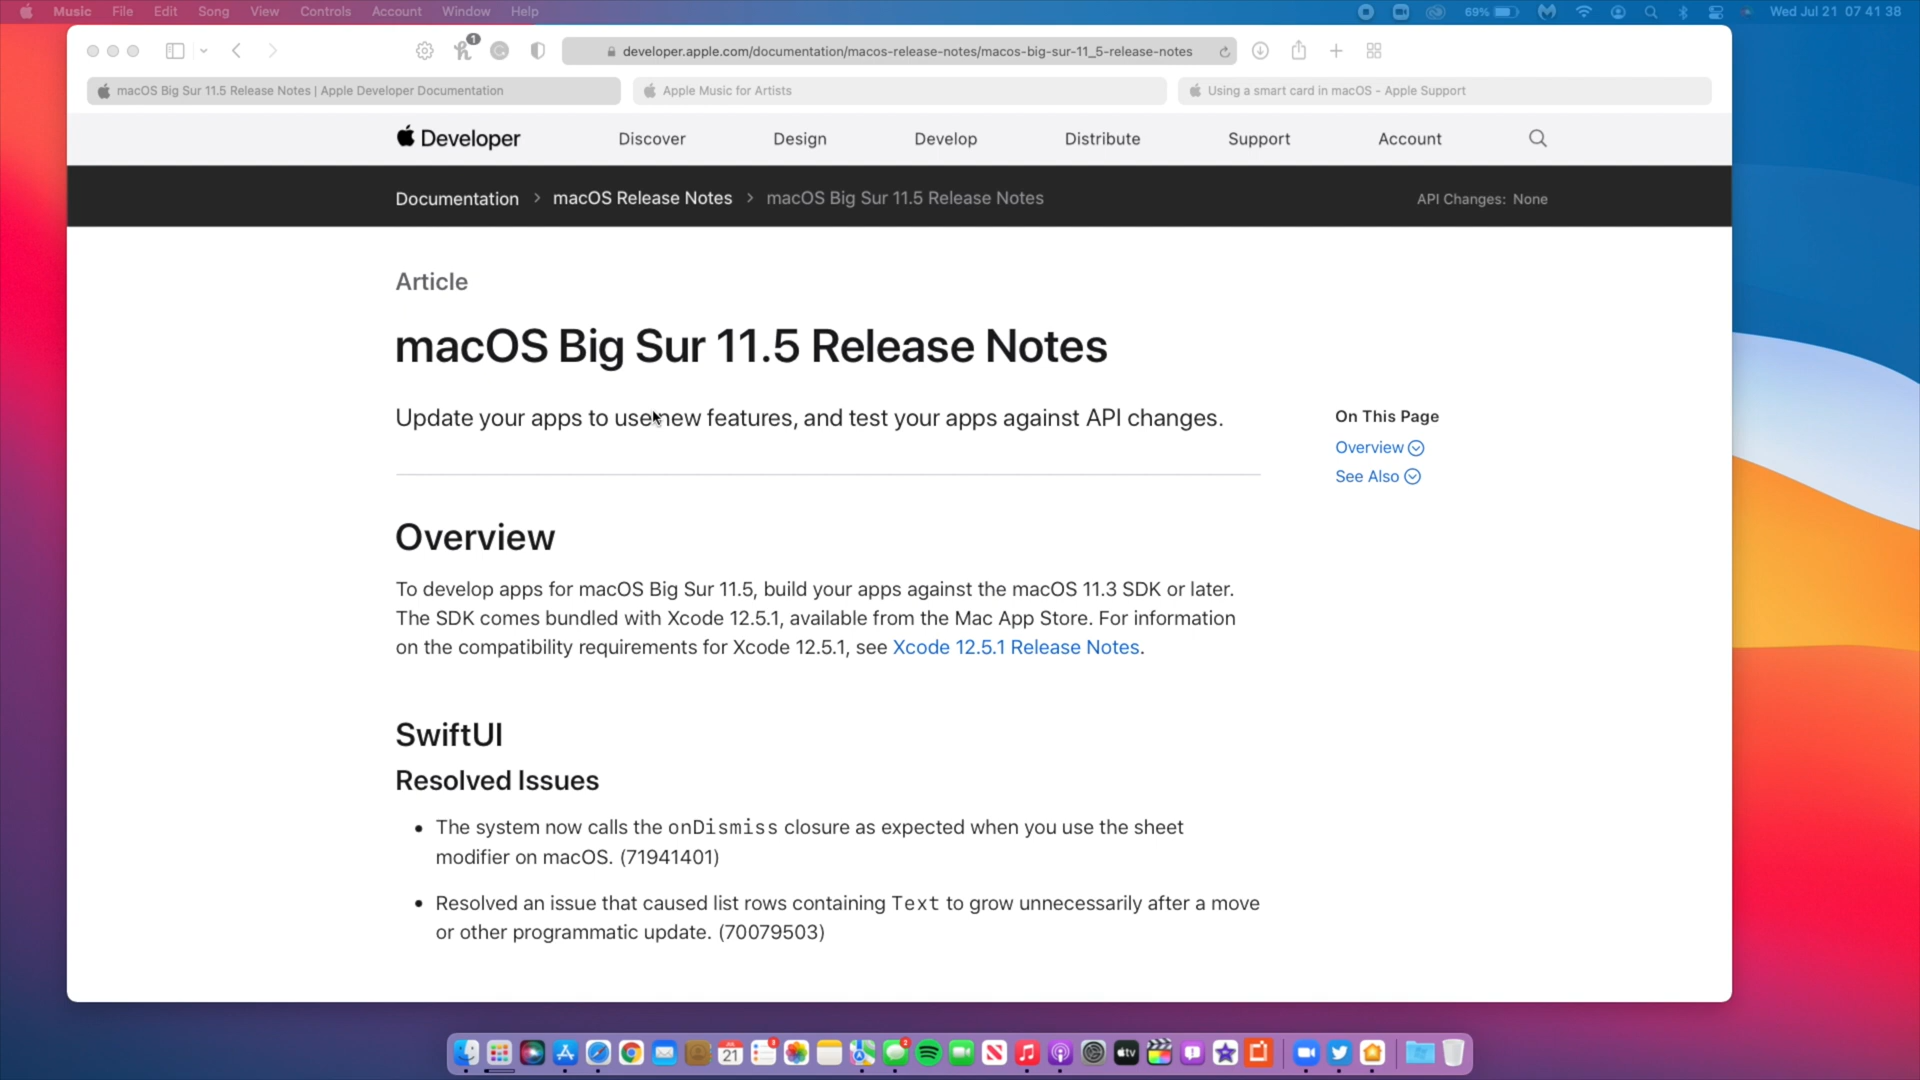 Music File Edit Song View Controls Account Window Help 69% Wed Jul 21 07 41 38
1
developer.apple.com/documentation/macos-release-notes/macos-big-sur-11_5-release-notes
macOS Big Sur 11.5 Release Notes | Apple Developer Documentation
Apple Music for Artists
Using a smart card in macOS - Apple Support
Developer Discover Design Develop Distribute Support Account
Documentation > macOS Release Notes > macOS Big Sur 11.5 Release Notes API Changes: None
Article
macOS Big Sur 11.5 Release Notes
Update your apps to use new features, and test your apps against API changes.
On This Page
Overview
See Also
Overview
To develop apps for macOS Big Sur 11.5, build your apps against the macOS 11.3 SDK or later.
The SDK comes bundled with Xcode 12.5.1, available from the Mac App Store. For information
on the compatibility requirements for Xcode 12.5.1, see Xcode 12.5.1 Release Notes.
SwiftUI
Resolved Issues
• The system now calls the onDismiss closure as expected when you use the sheet
modifier on macOS. (71941401)
• Resolved an issue that caused list rows containing Text to grow unnecessarily after a move
or other programmatic update. (70079503)
21
tv